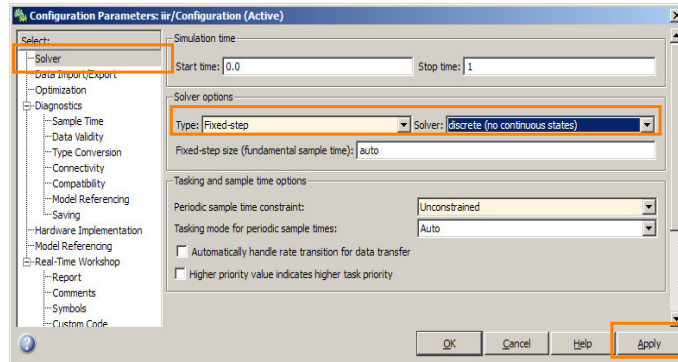 Configuration Parameters: iir/Configuration (Active)
Select:
Solver
Data Import/Export
Optimization
Diagnostics
Sample Time
Data Validity
Type Conversion
Connectivity
Compatibility
Model Referencing
Saving
Hardware Implementation
Model Referencing
Real-Time Workshop
Report
Comments
Symbols
Custom Code
Simulation time
Start time: 0.0 Stop time: 1
Solver options
Type: Fixed-step Solver: discrete (no continuous states)
Fixed-step size (fundamental sample time): auto
Tasking and sample time options
Periodic sample time constraint: Unconstrained
Tasking mode for periodic sample times: Auto
Automatically handle rate transition for data transfer
Higher priority value indicates higher task priority
OK Cancel Help Apply